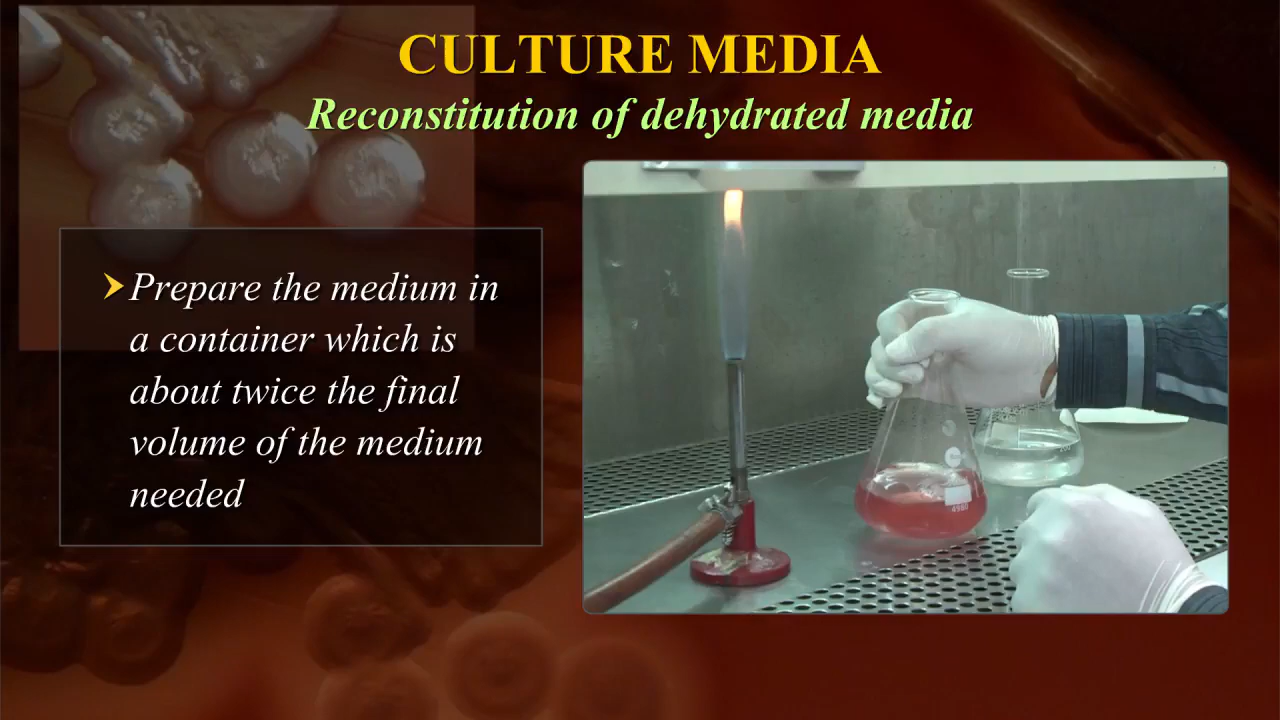 CULTURE MEDIA
Reconstitution of dehydrated media
Prepare the medium in
a container which is
about twice the final
volume of the medium
needed
4980